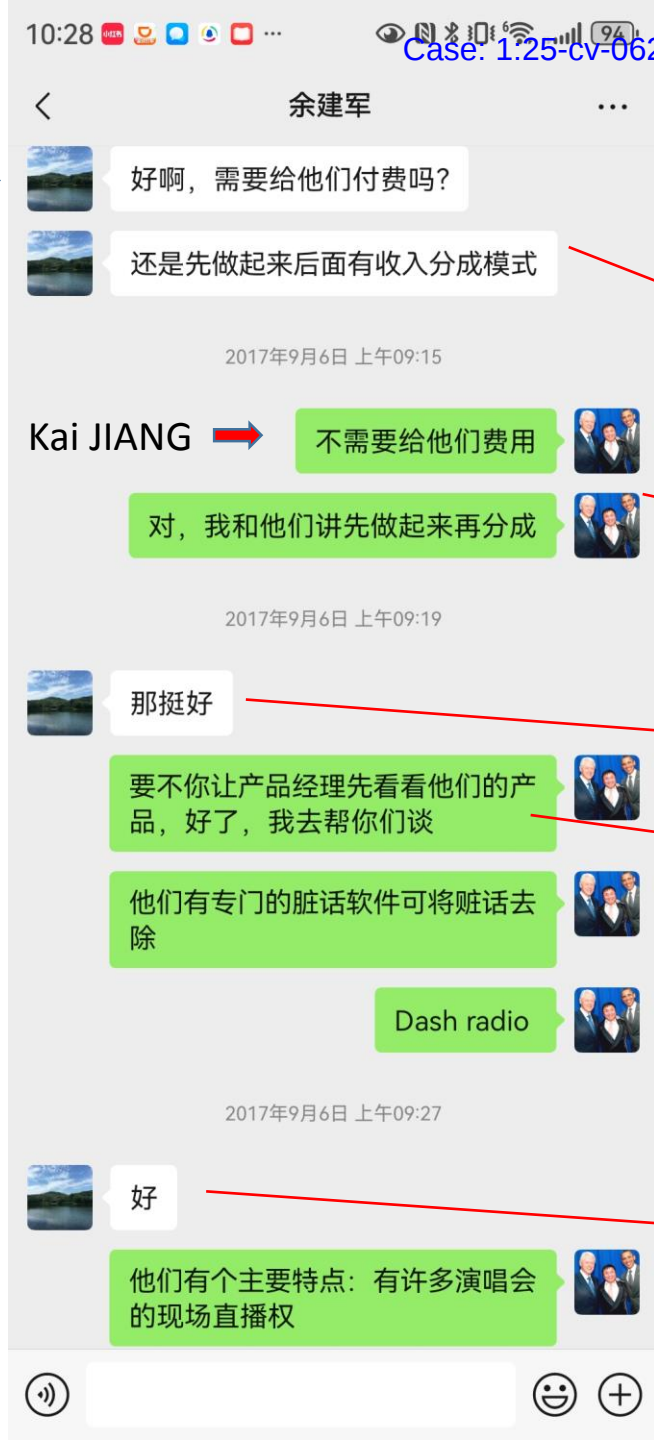 10:28
94
Case: 1:25-cv-062
余建军
好啊，需要给他们付费吗？
还是先做起来后面有收入分成模式
2017年9月6日 上午09:15
Kai JIANG
不需要给他们费用
对，我和他们讲先做起来再分成
2017年9月6日 上午09:19
那挺好
要不你让产品经理先看看他们的产
品，好了，我去帮你们谈
他们有专门的脏话软件可将赃话去
除
Dash radio
2017年9月6日 上午09:27
好
他们有个主要特点：有许多演唱会
的现场直播权